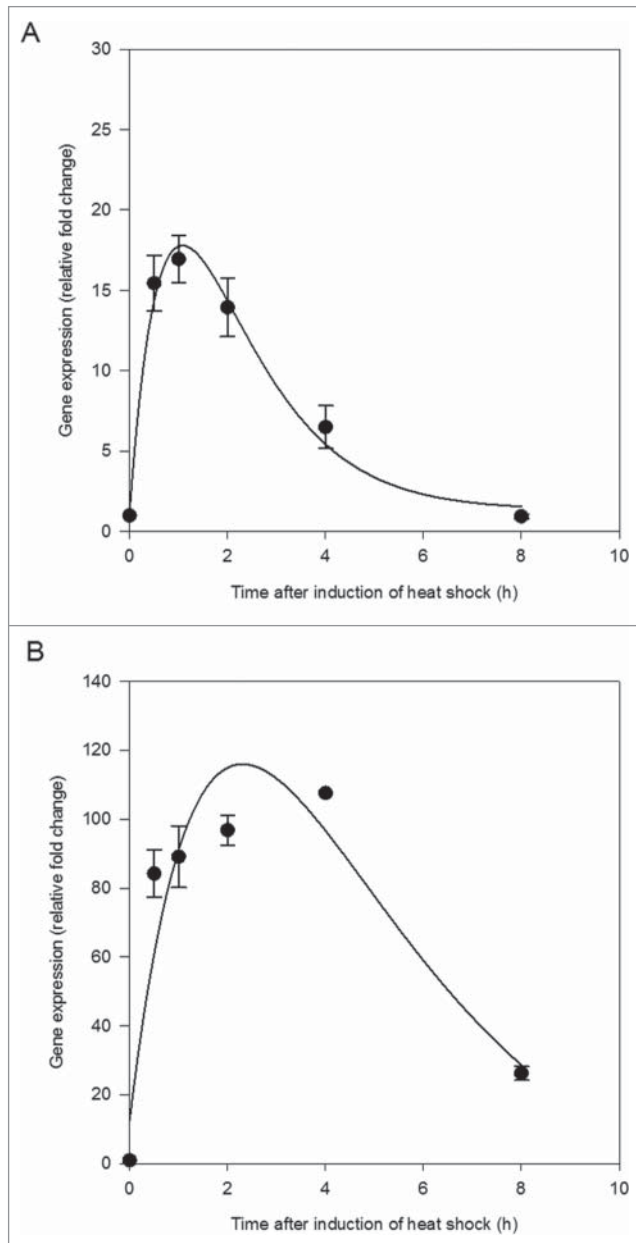 A
30
25
20
15
10
5
0
Gene expression (relative fold change)
0 2 4 6 8 10
Time after induction of heat shock (h)
B
140
120
100
80
60
40
20
0
Gene expression (relative fold change)
0 2 4 6 8 10
Time after induction of heat shock (h)